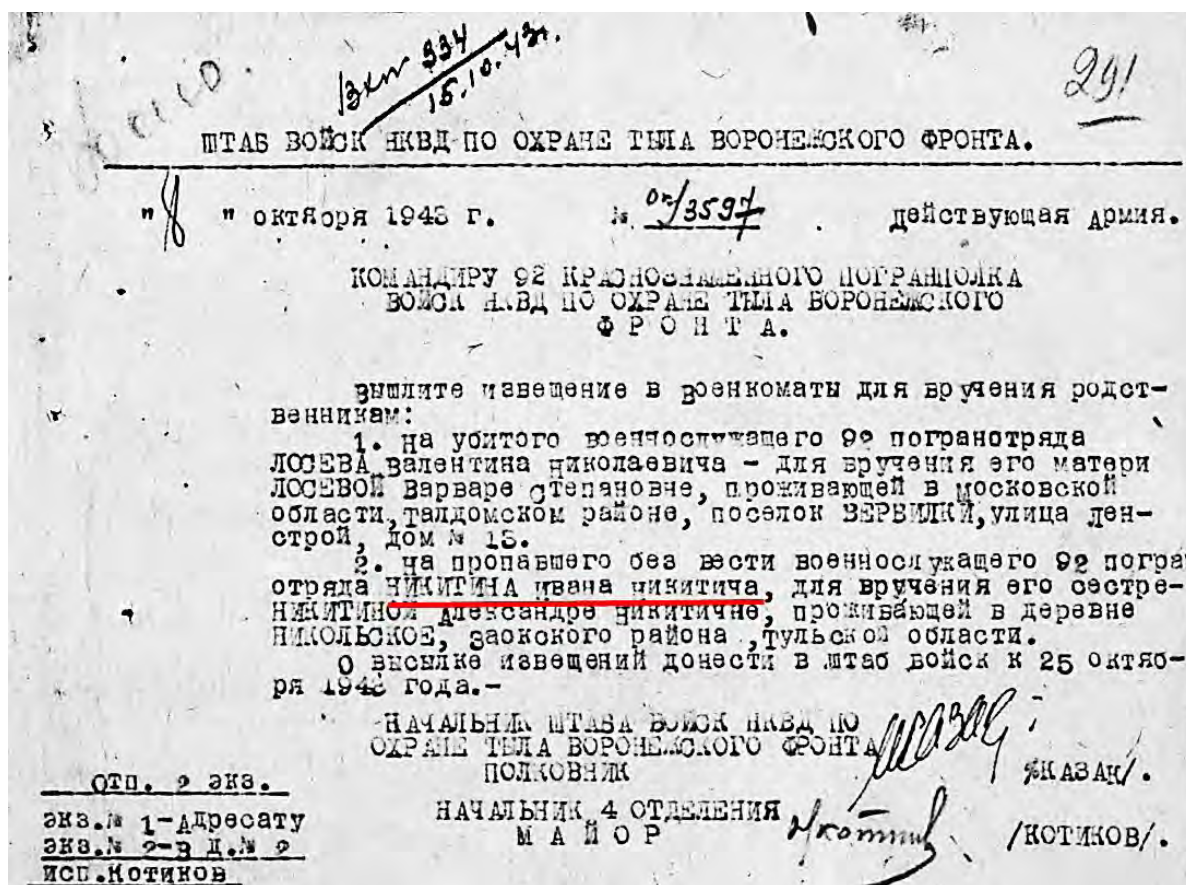 Вхп 334
15.10.43г.
291
ШТАБ ВОЙСК НКВД ПО ОХРАНЕ ТЫЛА ВОРОНЕЖСКОГО ФРОНТА.
"8" октября 1943 г. № оп/3597. действующая Армия.
КОМАНДИРУ 92 КРАСНОЗНАМЕННОГО ПОГРАНПОЛКА
ВОЙСК НКВД ПО ОХРАНЕ ТЫЛА ВОРОНЕЖСКОГО
ФРОНТА.
Вышлите извещение в Военкоматы для вручения родст-
венникам:
1. На убитого военнослужащего 92 погранотряда
ЛОСЕВА Валентина Николаевича - для вручения его матери
ЛОСЕВОЙ Варваре Степановне, проживающей в Московской
области, талдомском районе, поселок ВЕРБИЛКИ, улица Лен-
строй, дом № 13.
2. На пропавшего без вести военнослужащего 92 погра
отряда НИКИТИНА Ивана Никитича, для вручения его сестре-
НИКИТИНОЙ Александре Никитичне, проживающей в деревне
НИКОЛЬСКОЕ, Заокского района, Тульской области.
О высылке извещений донести в штаб войск к 25 октяб-
ря 1943 года.-
НАЧАЛЬНИК ШТАБА ВОЙСК НКВД ПО
ОХРАНЕ ТЫЛА ВОРОНЕЖСКОГО ФРОНТА
ПОЛКОВНИК /КАЗАК/.
НАЧАЛЬНИК 4 ОТДЕЛЕНИЯ
МАЙОР /КОТИКОВ/.
ОТП. 2 ЭКЗ.
экз.№ 1-Адресату
экз.№ 2-В Д.№ 2
исп.Котиков